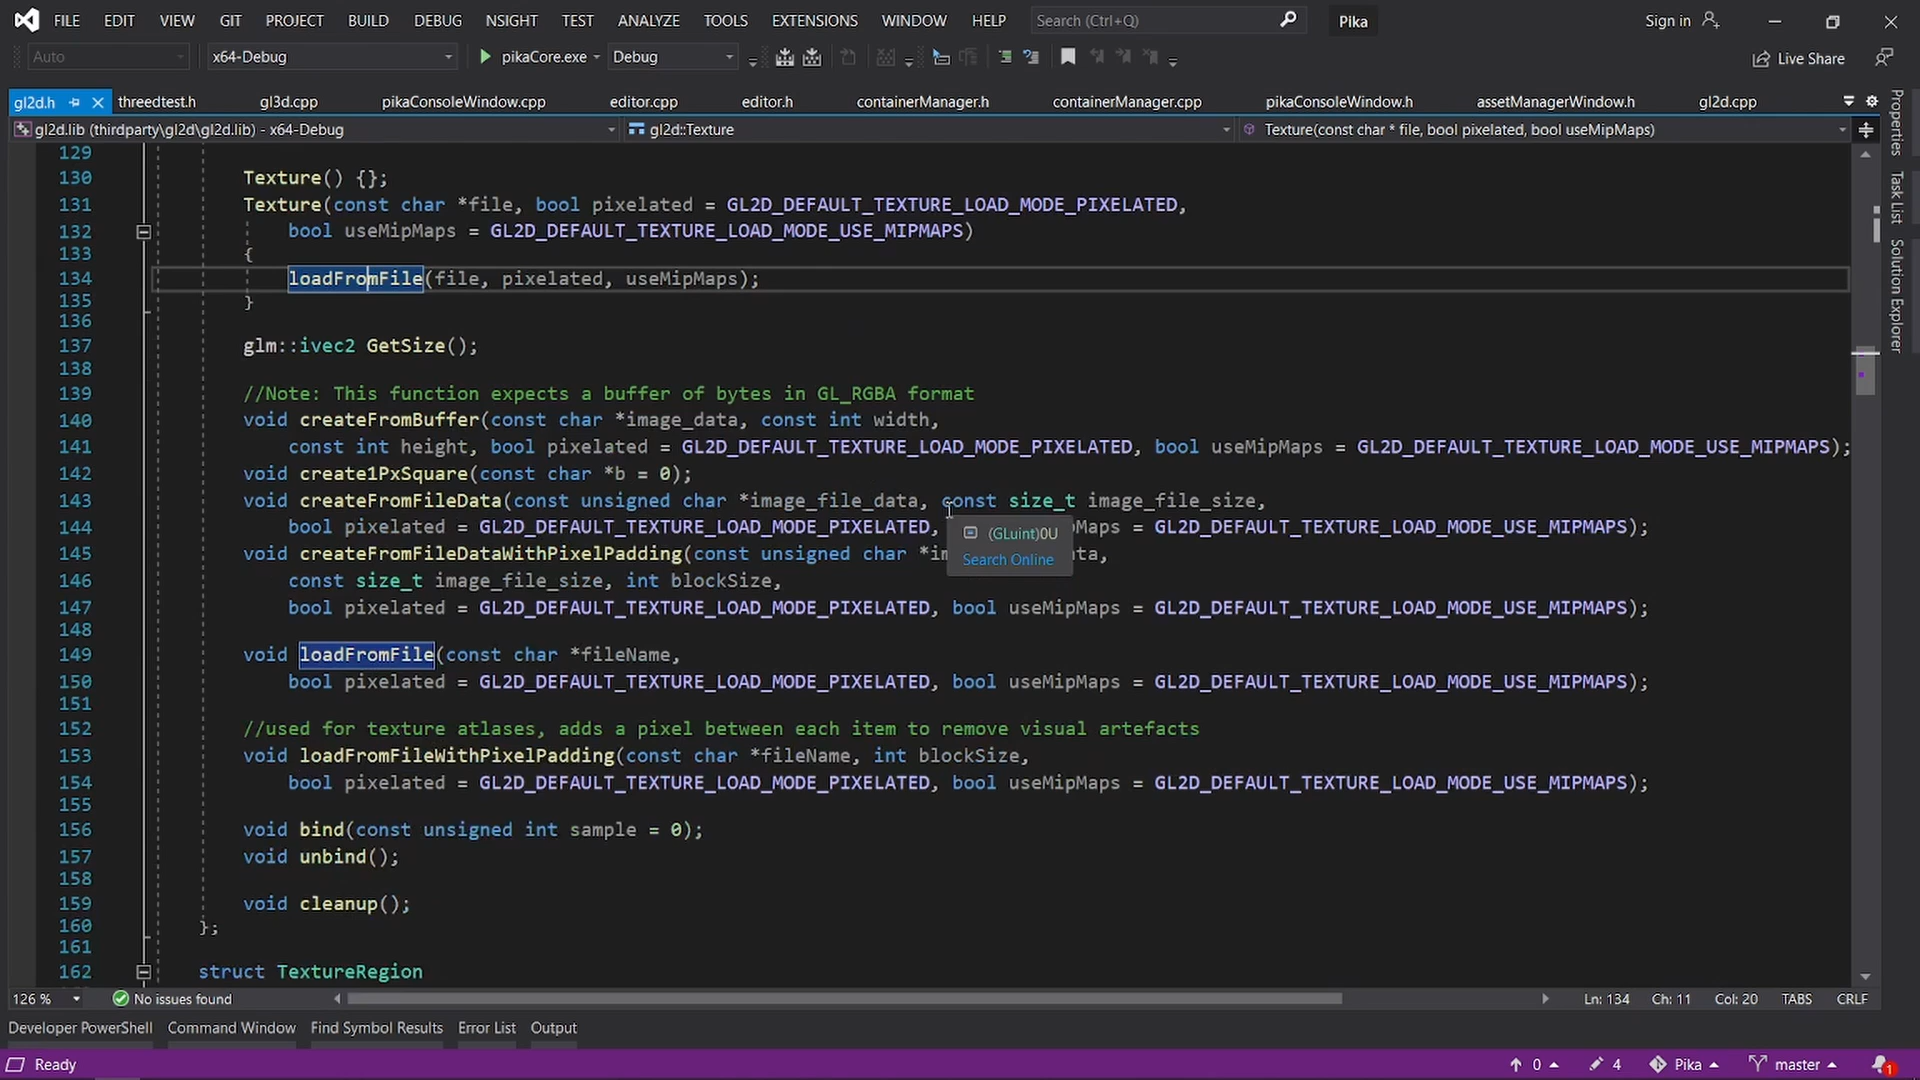 FILE EDIT VIEW GIT PROJECT BUILD DEBUG NSIGHT TEST ANALYZE TOOLS EXTENSIONS WINDOW HELP Search (Ctrl+Q) Pika Sign in
Auto x64-Debug pikaCore.exe Debug Live Share
gl2d.h threedtest.h gl3d.cpp pikaConsoleWindow.cpp editor.cpp editor.h containerManager.h containerManager.cpp pikaConsoleWindow.h assetManagerWindow.h gl2d.cpp
gl2d.lib (thirdparty\gl2d\gl2d.lib) - x64-Debug gl2d::Texture Texture(const char * file, bool pixelated, bool useMipMaps)
129
130 Texture() {};
131 Texture(const char *file, bool pixelated = GL2D_DEFAULT_TEXTURE_LOAD_MODE_PIXELATED,
132 bool useMipMaps = GL2D_DEFAULT_TEXTURE_LOAD_MODE_USE_MIPMAPS)
133 {
134 loadFromFile(file, pixelated, useMipMaps);
135 }
136
137 glm::ivec2 GetSize();
138
139 //Note: This function expects a buffer of bytes in GL_RGBA format
140 void createFromBuffer(const char *image_data, const int width,
141 const int height, bool pixelated = GL2D_DEFAULT_TEXTURE_LOAD_MODE_PIXELATED, bool useMipMaps = GL2D_DEFAULT_TEXTURE_LOAD_MODE_USE_MIPMAPS);
142 void create1PxSquare(const char *b = 0);
143 void createFromFileData(const unsigned char *image_file_data, const size_t image_file_size,
144 bool pixelated = GL2D_DEFAULT_TEXTURE_LOAD_MODE_PIXELATED, pMaps = GL2D_DEFAULT_TEXTURE_LOAD_MODE_USE_MIPMAPS);
(GLuint)0U
145 void createFromFileDataWithPixelPadding(const unsigned char *im ta,
Search Online
146 const size_t image_file_size, int blockSize,
147 bool pixelated = GL2D_DEFAULT_TEXTURE_LOAD_MODE_PIXELATED, bool useMipMaps = GL2D_DEFAULT_TEXTURE_LOAD_MODE_USE_MIPMAPS);
148
149 void loadFromFile(const char *fileName,
150 bool pixelated = GL2D_DEFAULT_TEXTURE_LOAD_MODE_PIXELATED, bool useMipMaps = GL2D_DEFAULT_TEXTURE_LOAD_MODE_USE_MIPMAPS);
151
152 //used for texture atlases, adds a pixel between each item to remove visual artefacts
153 void loadFromFileWithPixelPadding(const char *fileName, int blockSize,
154 bool pixelated = GL2D_DEFAULT_TEXTURE_LOAD_MODE_PIXELATED, bool useMipMaps = GL2D_DEFAULT_TEXTURE_LOAD_MODE_USE_MIPMAPS);
155
156 void bind(const unsigned int sample = 0);
157 void unbind();
158
159 void cleanup();
160 };
161
162 struct TextureRegion
Properties
Task List
Solution Explorer
126 % No issues found Ln: 134 Ch: 11 Col: 20 TABS CRLF
Developer PowerShell Command Window Find Symbol Results Error List Output
Ready 0 4 Pika master 1